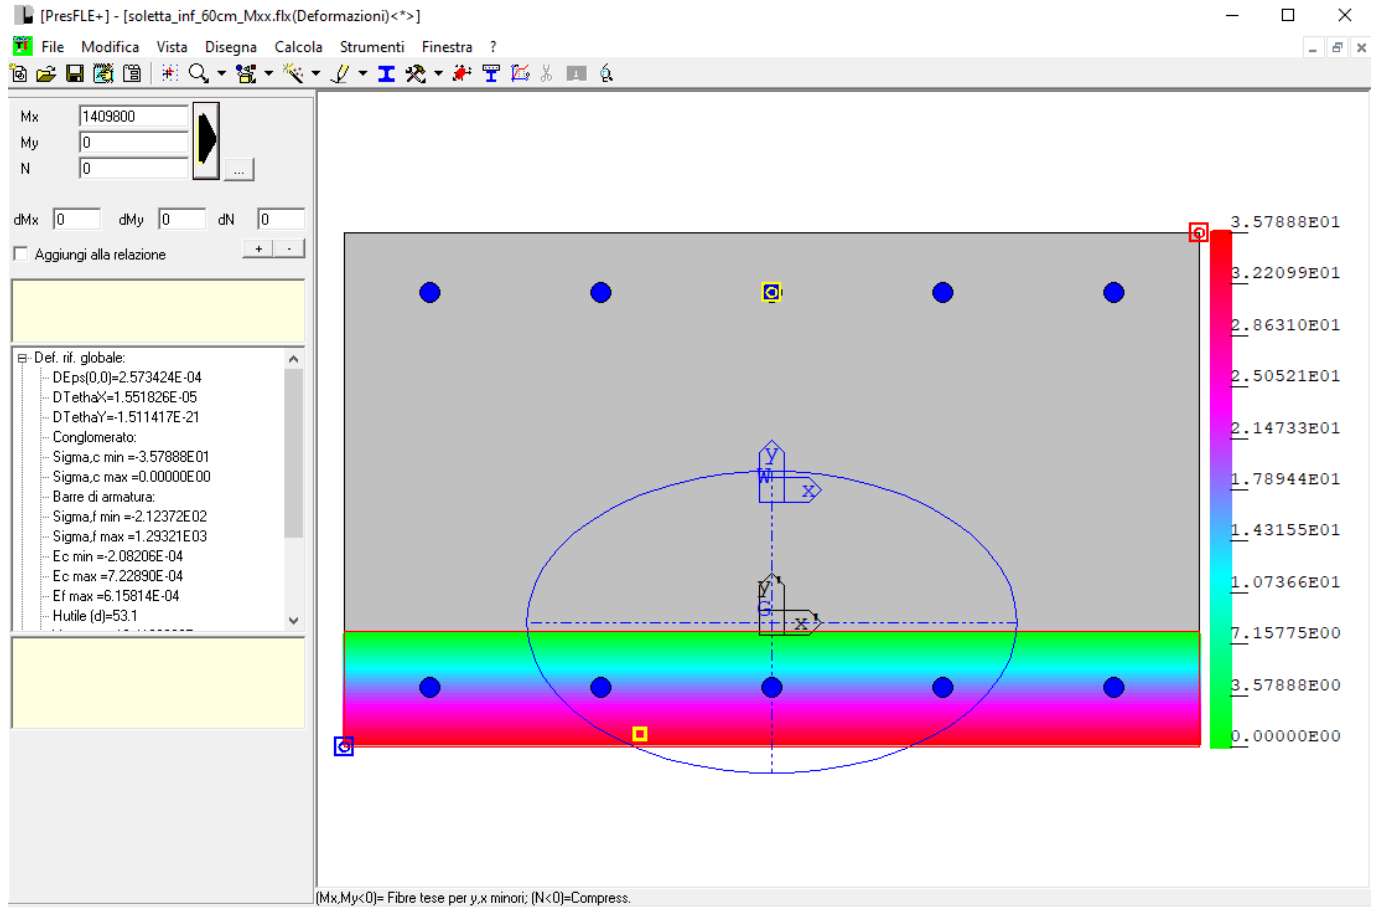 [PresFLE+] - [soletta_inf_60cm_Mxx.flx(Deformazioni)<*>]
File Modifica Vista Disegna Calcola Strumenti Finestra ?
Mx 1409800
My 0
N 0
...
dMx 0 dMy 0 dN 0
Aggiungi alla relazione + -
Def. rif. globale:
DEps(0,0)=2.573424E-04
DTethaX=1.551826E-05
DTethaY=-1.511417E-21
Conglomerato:
Sigma,c min =-3.57888E01
Sigma,c max =0.00000E00
Barre di armatura:
Sigma,f min =-2.12372E02
Sigma,f max =1.29321E03
Ec min =-2.08206E-04
Ec max =7.22890E-04
Ef max =6.15814E-04
Hutile (d)=53.1
y
W
x
y'
G
x'
3.57888E01
3.22099E01
2.86310E01
2.50521E01
2.14733E01
1.78944E01
1.43155E01
1.07366E01
7.15775E00
3.57888E00
0.00000E00
(Mx,My<0)= Fibre tese per y,x minori; (N<0)=Compress.